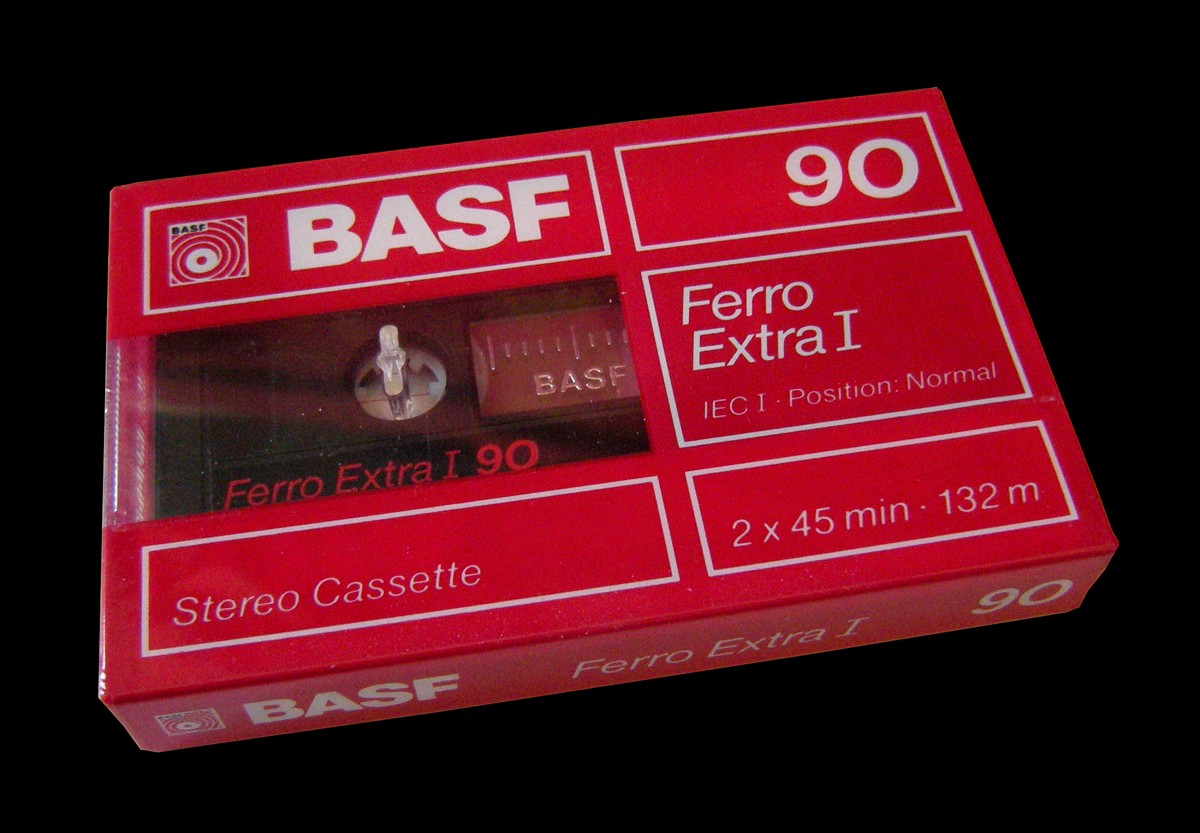 BASF
BASF
90
Ferro
Extra I
IEC I · Position: Normal
BASF
Ferro Extra I 90
2 x 45 min · 132 m
Stereo Cassette
BASF
Ferro Extra I
90